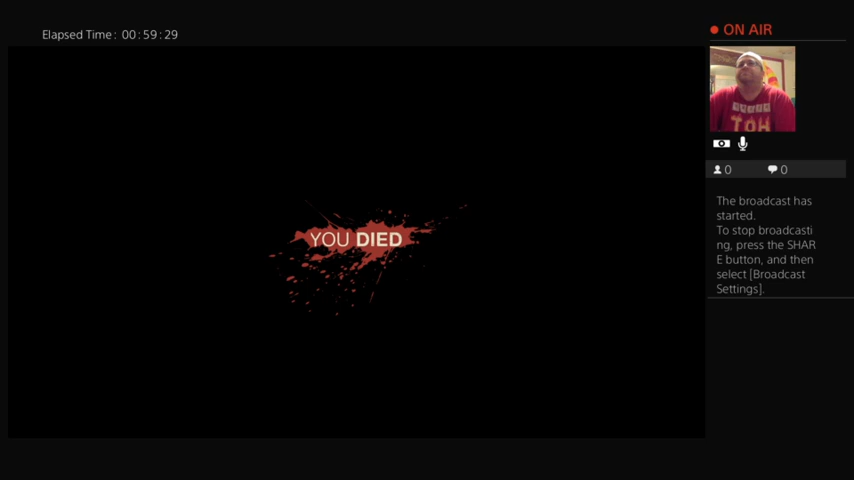 Elapsed Time: 00:59:29
ON AIR
0
0
YOU DIED
The broadcast has
started.
To stop broadcasti
ng, press the SHAR
E button, and then
select [Broadcast
Settings].